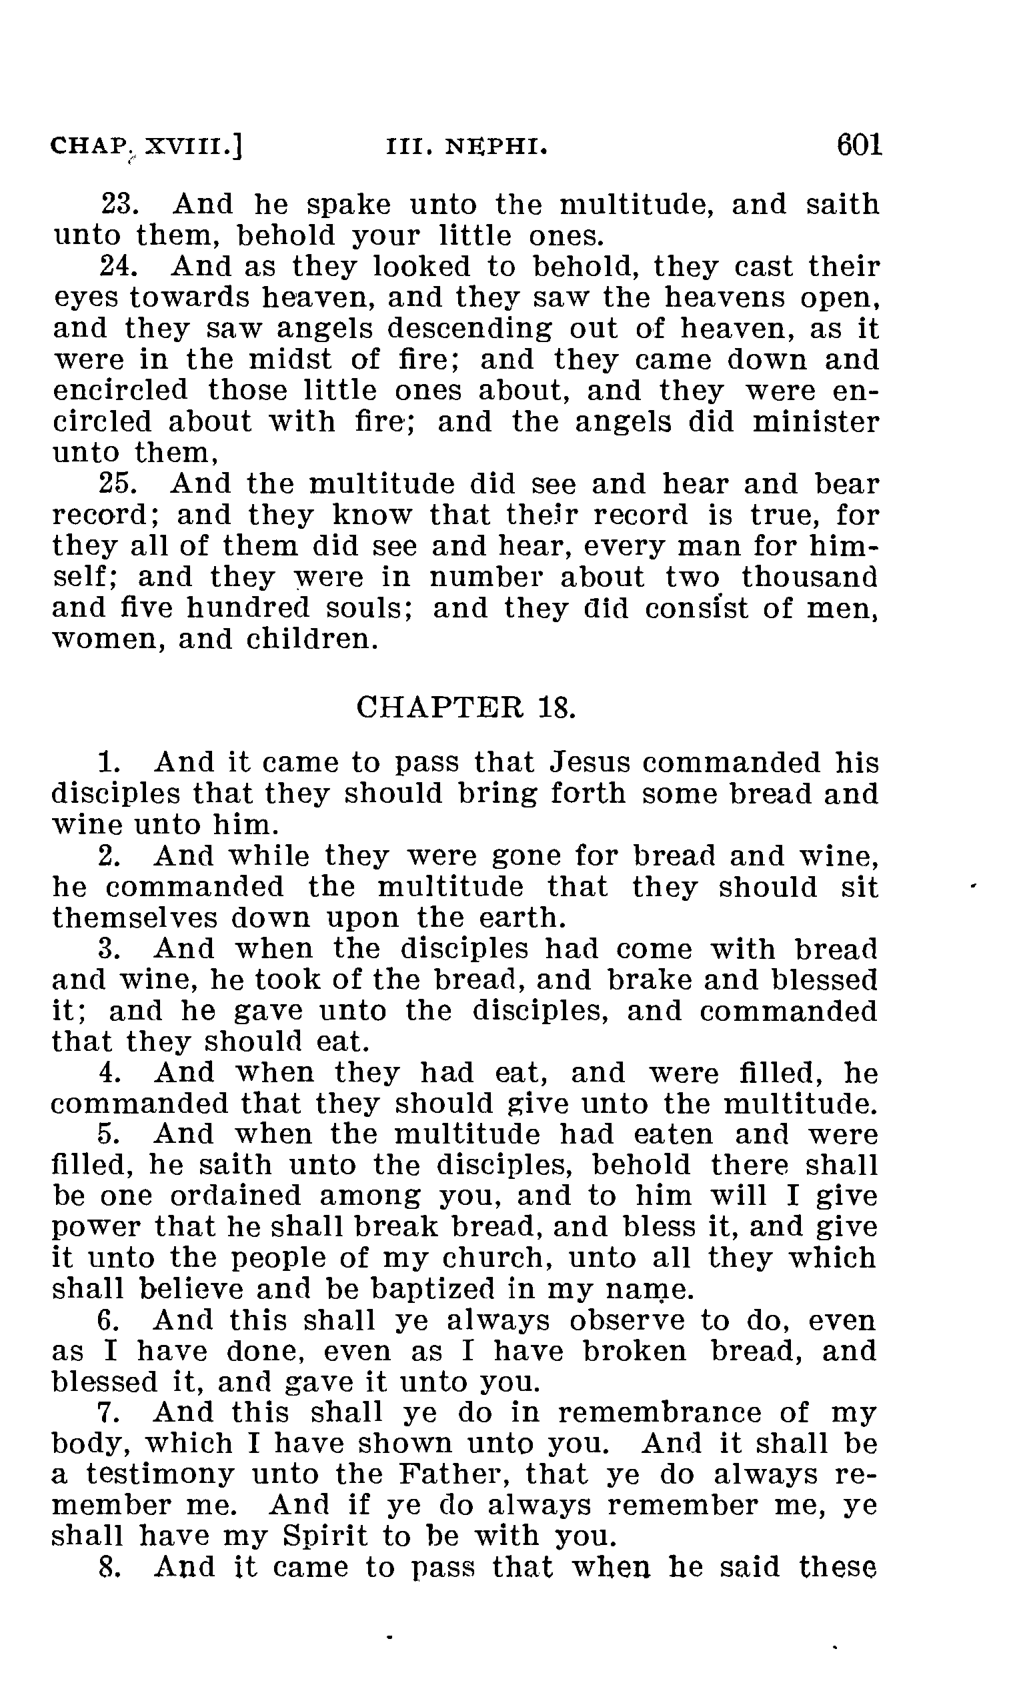 CHAP. XVIII.] III. NEPHI. 601
23. And he spake unto the multitude, and saith
unto them, behold your little ones.
24. And as they looked to behold, they cast their
eyes towards heaven, and they saw the heavens open,
and they saw angels descending out of heaven, as it
were in the midst of fire; and they came down and
encircled those little ones about, and they were en-
circled about with fire; and the angels did minister
unto them,
25. And the multitude did see and hear and bear
record; and they know that their record is true, for
they all of them did see and hear, every man for him-
self; and they were in number about two thousand
and five hundred souls; and they did consist of men,
women, and children.
CHAPTER 18.
1. And it came to pass that Jesus commanded his
disciples that they should bring forth some bread and
wine unto him.
2. And while they were gone for bread and wine,
he commanded the multitude that they should sit
themselves down upon the earth.
3. And when the disciples had come with bread
and wine, he took of the bread, and brake and blessed
it; and he gave unto the disciples, and commanded
that they should eat.
4. And when they had eat, and were filled, he
commanded that they should give unto the multitude.
5. And when the multitude had eaten and were
filled, he saith unto the disciples, behold there shall
be one ordained among you, and to him will I give
power that he shall break bread, and bless it, and give
it unto the people of my church, unto all they which
shall believe and be baptized in my name.
6. And this shall ye always observe to do, even
as I have done, even as I have broken bread, and
blessed it, and gave it unto you.
7. And this shall ye do in remembrance of my
body, which I have shown unto you. And it shall be
a testimony unto the Father, that ye do always re-
member me. And if ye do always remember me, ye
shall have my Spirit to be with you.
8. And it came to pass that when he said these